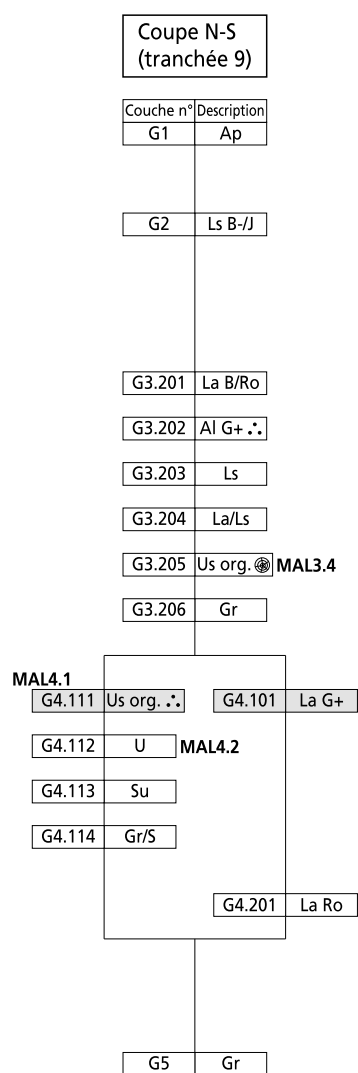 Coupe N-S
(tranchée 9)
Couche n° Description
G1 Ap
G2 Ls B-/J
G3.201 La B/Ro
G3.202 Al G+ ∴
G3.203 Ls
G3.204 La/Ls
G3.205 Us org. MAL3.4
G3.206 Gr
MAL4.1
G4.111 Us org. ∴ G4.101 La G+
G4.112 U MAL4.2
G4.113 Su
G4.114 Gr/S
G4.201 La Ro
G5 Gr